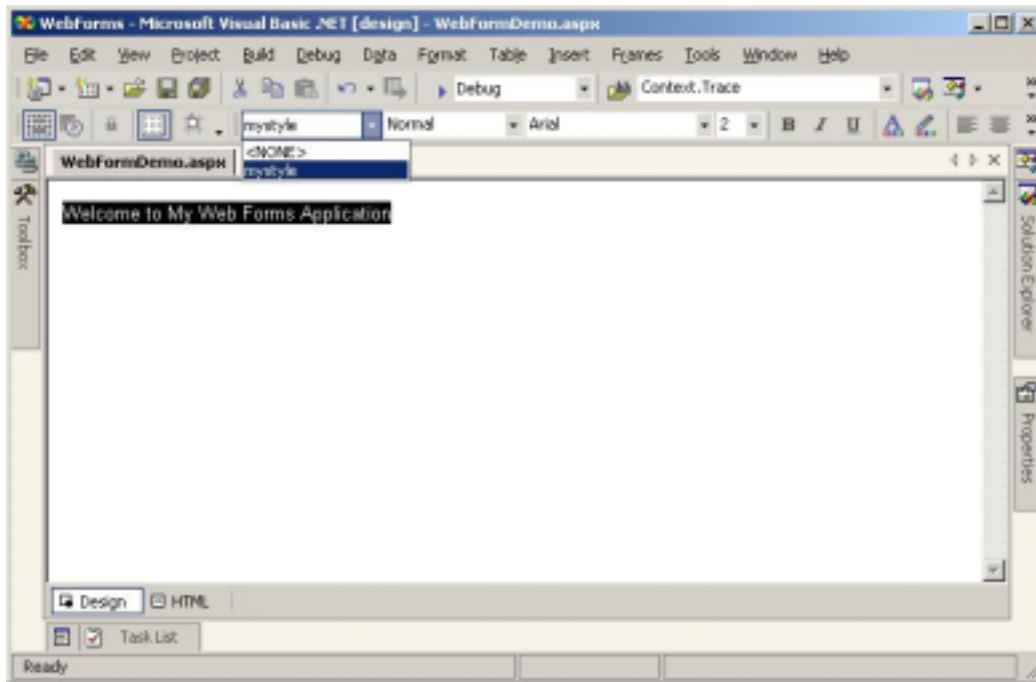 WebForms - Microsoft Visual Basic .NET [design] - WebFormDemo.aspx
File Edit View Project Build Debug Data Format Table Insert Frames Tools Window Help
Debug Context.Trace
mystyle Normal Arial 2 B I U A
<NONE>
mystyle
WebFormDemo.aspx
Toolbox
Welcome to My Web Forms Application
Solution Explorer
Properties
Design HTML
Task List
Ready